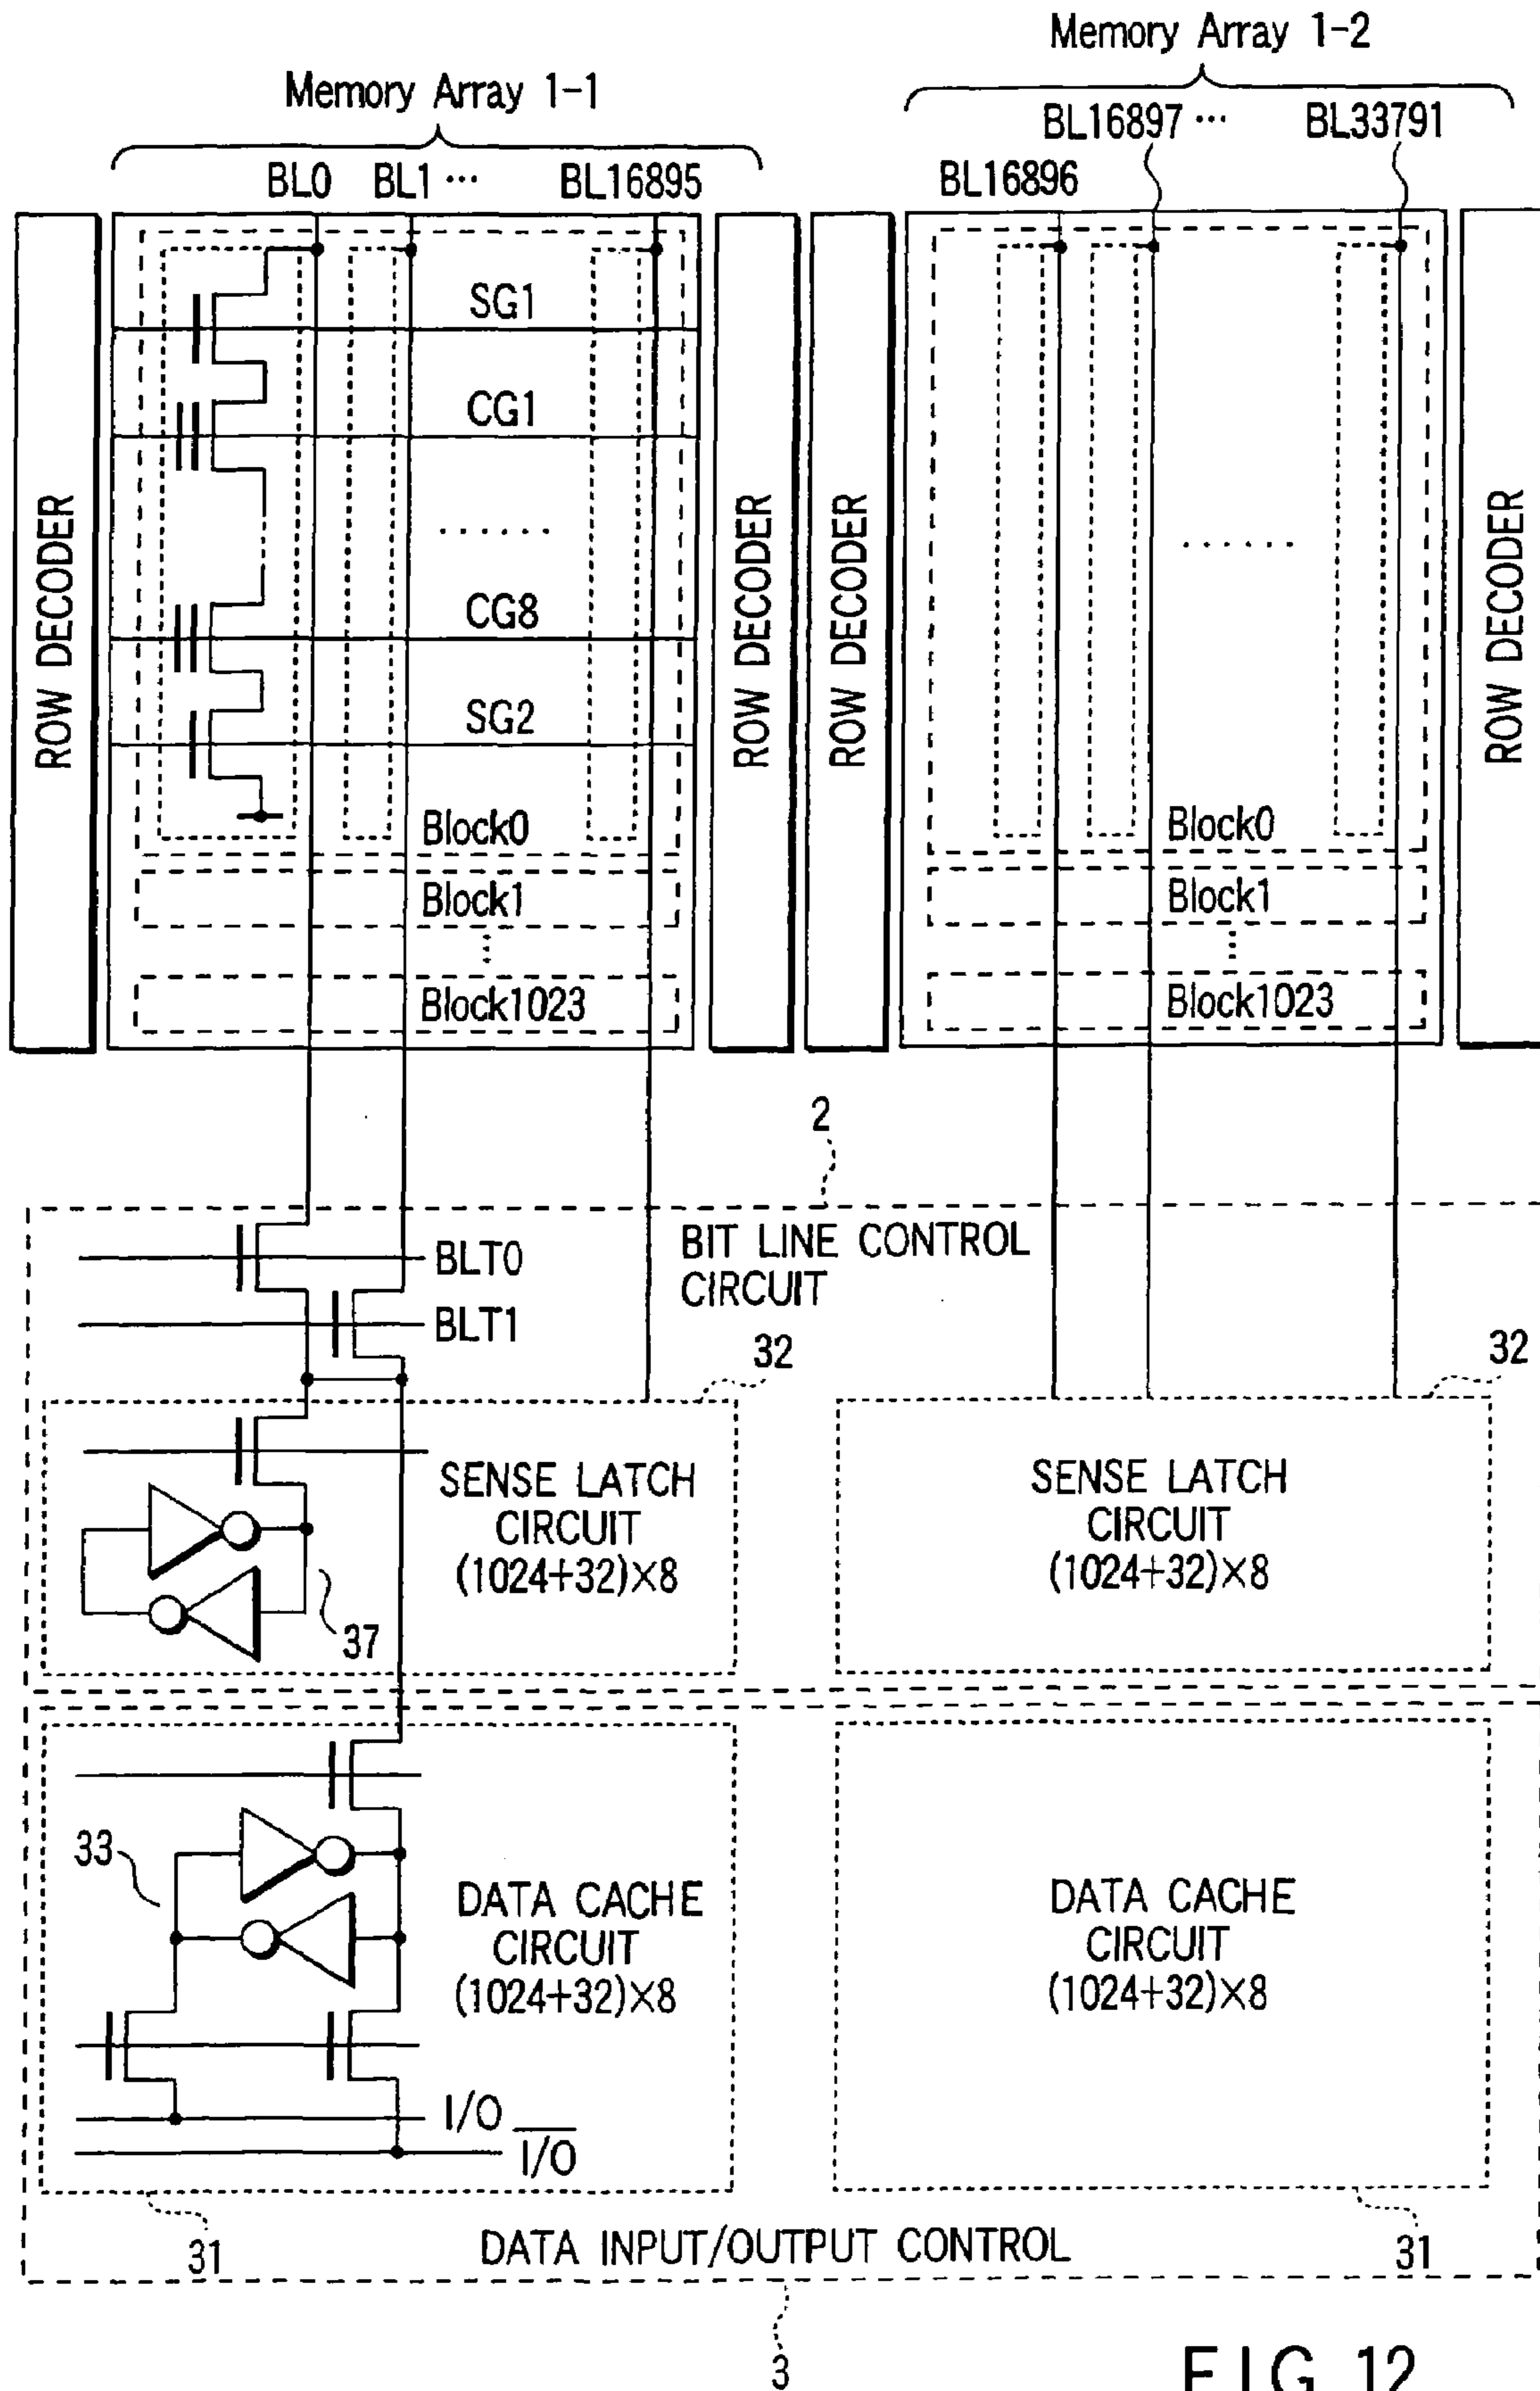 Memory Array 1-2
Memory Array 1-1
BL16897 ··· BL33791
BL0 BL1 ··· BL16895
BL16896
ROW DECODER
SG1
CG1
······
CG8
SG2
Block0
Block1
⋮
Block1023
ROW DECODER
ROW DECODER
······
Block0
Block1
⋮
Block1023
ROW DECODER
2
BIT LINE CONTROL
CIRCUIT
BLT0
BLT1
32
32
SENSE LATCH
CIRCUIT
(1024+32)×8
37
SENSE LATCH
CIRCUIT
(1024+32)×8
33
DATA CACHE
CIRCUIT
(1024+32)×8
DATA CACHE
CIRCUIT
(1024+32)×8
I/O
I/O̅
31
DATA INPUT/OUTPUT CONTROL
31
3
FIG. 12